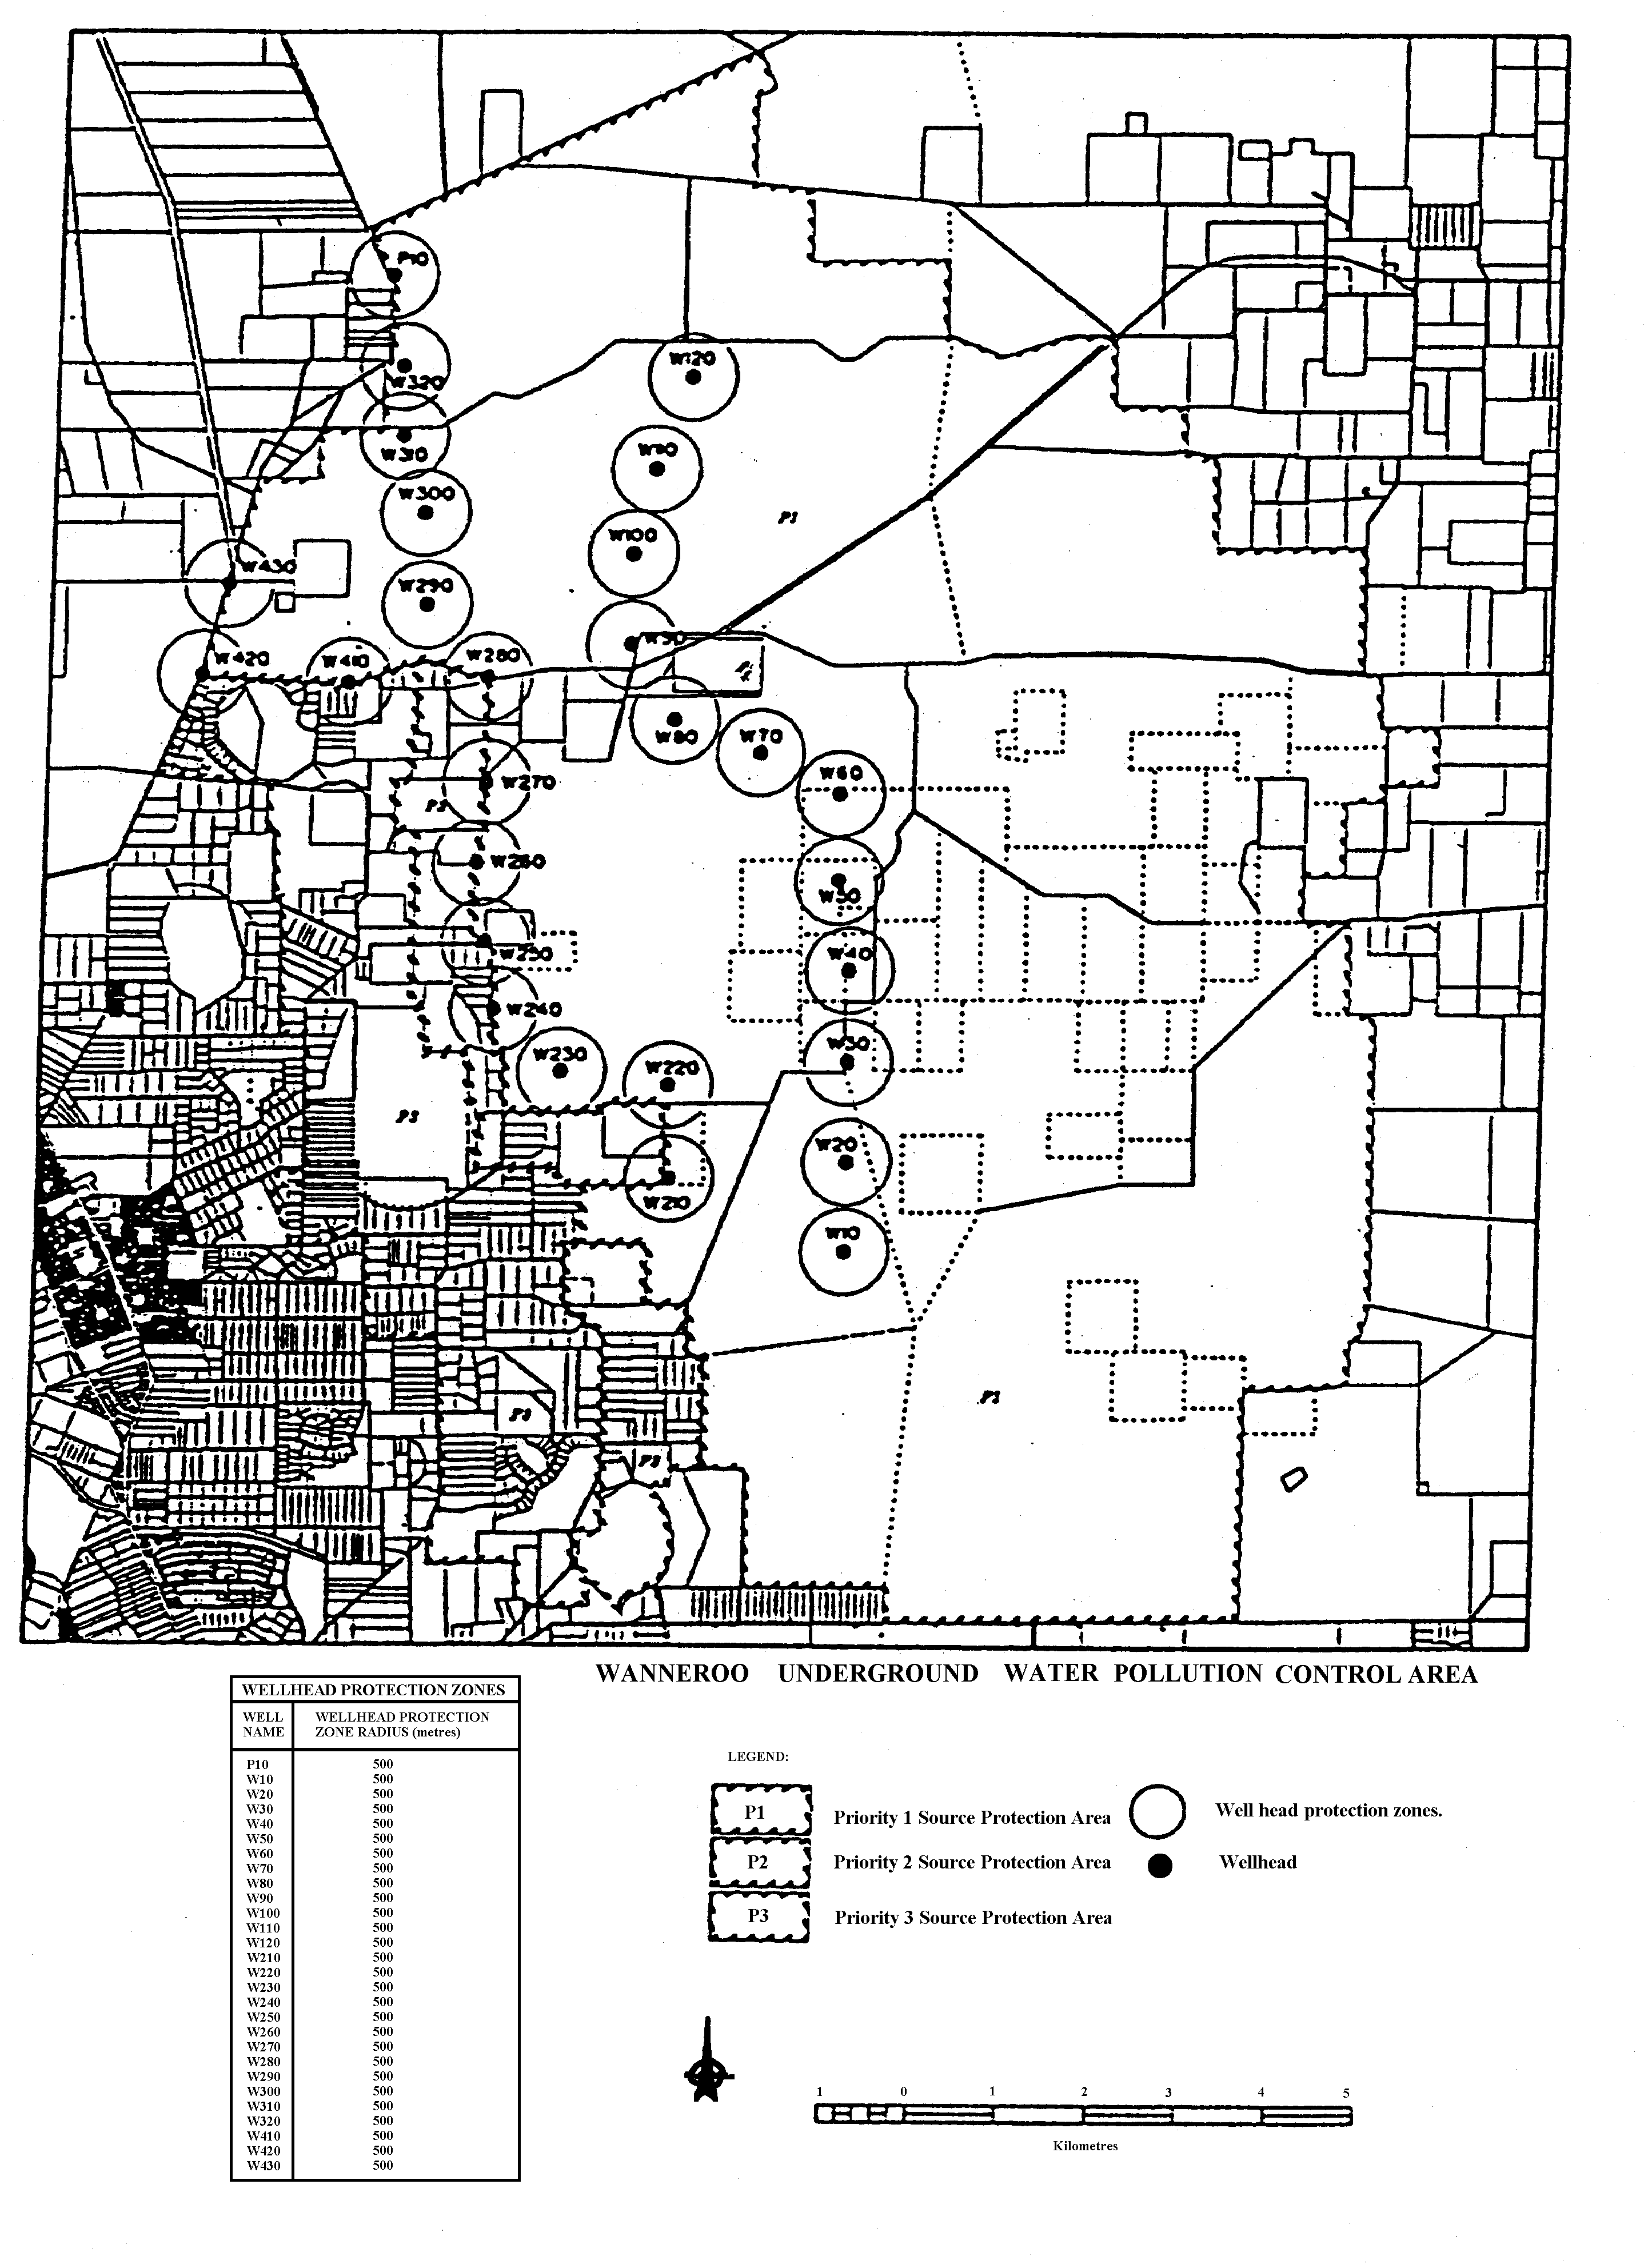 P10
W120
W320
W310
W300
P1
W100
W430
W290
W90
W280
W420
W410
W80
W70
W60
W270
W260
W50
W250
W40
W240
W30
W230
W220
P3
W20
W210
W10
WANNEROO UNDERGROUND WATER POLLUTION CONTROL AREA
WELLHEAD PROTECTION ZONES
WELL NAME
WELLHEAD PROTECTION ZONE RADIUS (metres)
P10 500
W10 500
W20 500
W30 500
W40 500
W50 500
W60 500
W70 500
W80 500
W90 500
W100 500
W110 500
W120 500
W210 500
W220 500
W230 500
W240 500
W250 500
W260 500
W270 500
W280 500
W290 500
W300 500
W310 500
W320 500
W410 500
W420 500
W430 500
LEGEND:
P1 Priority 1 Source Protection Area
Well head protection zones.
P2 Priority 2 Source Protection Area
Wellhead
P3 Priority 3 Source Protection Area
1 0 1 2 3 4 5
Kilometres